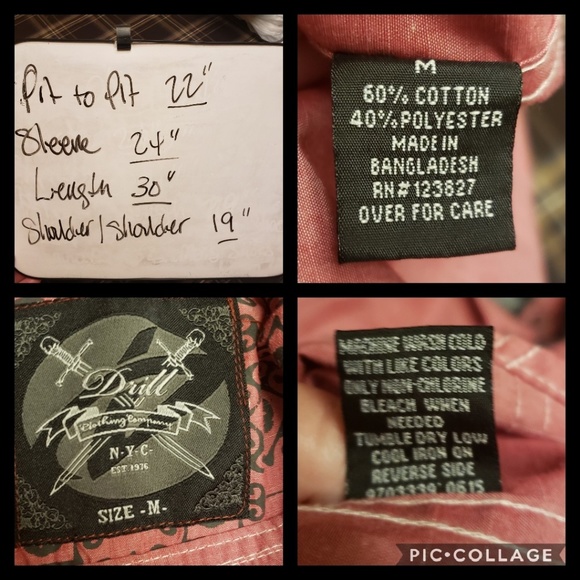 Pit to Pit 22"
Sleeve 24"
Length 30"
Shoulder/Shoulder 19"
M
60% COTTON
40% POLYESTER
MADE IN
BANGLADESH
RN#123827
OVER FOR CARE
Drill
Clothing Company
N-Y-C-
EST 1976
SIZE -M-
MACHINE WASH COLD
WITH LIKE COLORS
ONLY NON-CHLORINE
BLEACH WHEN
NEEDED
TUMBLE DRY LOW
COOL IRON ON
REVERSE SIDE
9703339 0615
PIC•COLLAGE